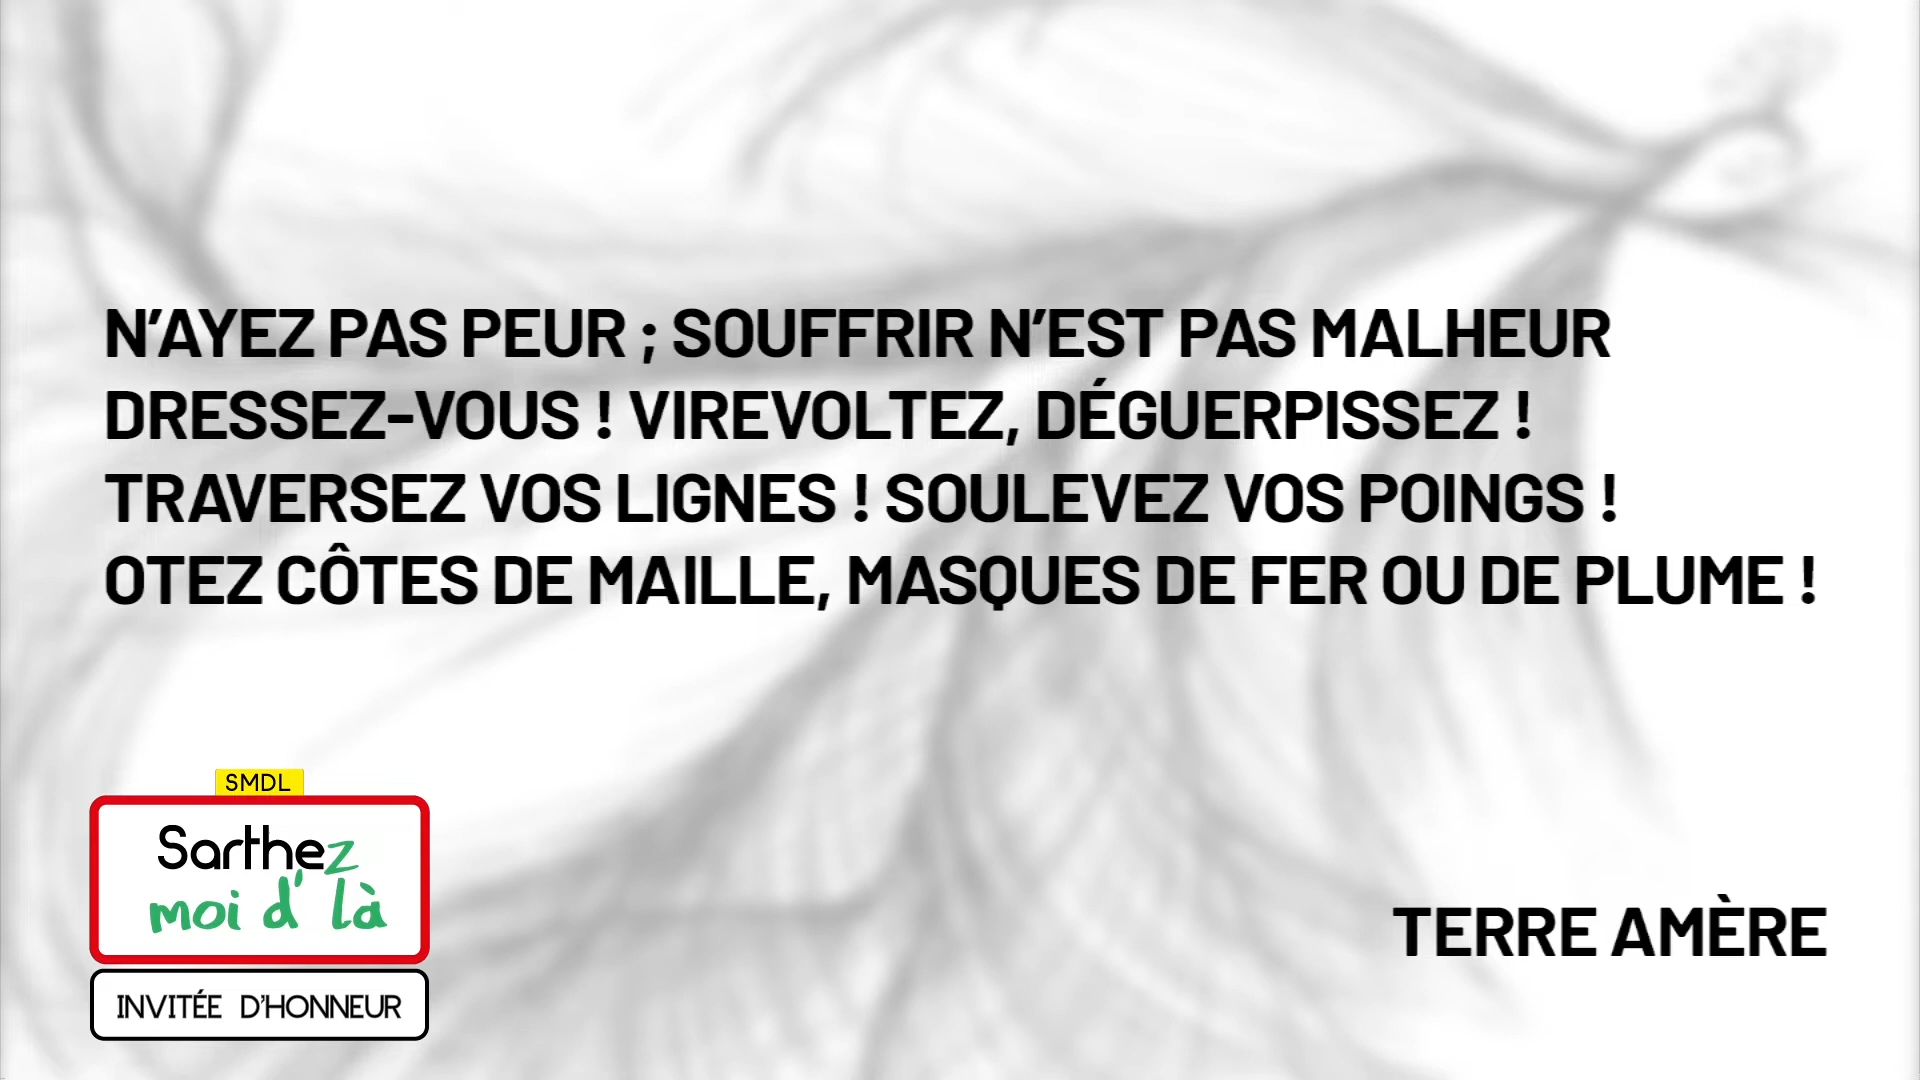 N’AYEZ PAS PEUR ; SOUFFRIR N’EST PAS MALHEUR
DRESSEZ-VOUS ! VIREVOLTEZ, DÉGUERPISSEZ !
TRAVERSEZ VOS LIGNES ! SOULEVEZ VOS POINGS !
OTEZ CÔTES DE MAILLE, MASQUES DE FER OU DE PLUME !
SMDL
Sarthez
moi d' là
INVITÉE D'HONNEUR
TERRE AMÈRE